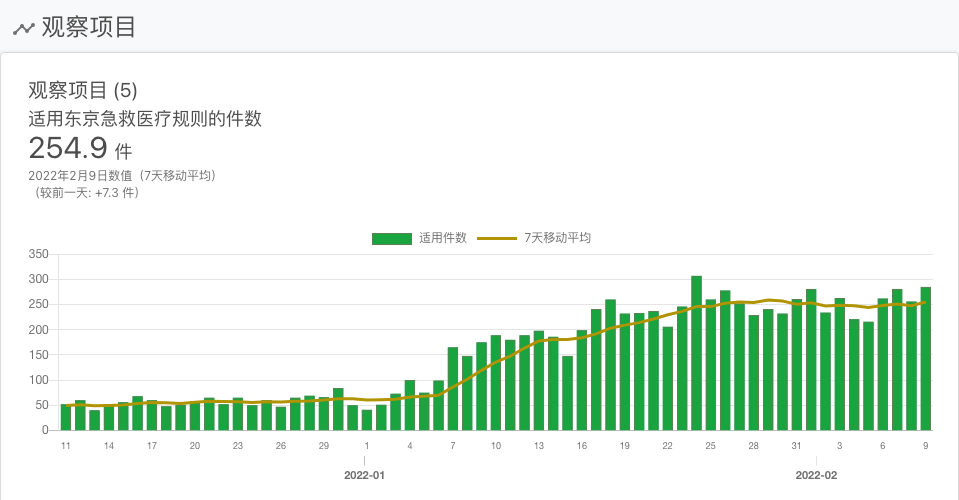 观察项目
观察项目 (5)
适用东京急救医疗规则的件数
254.9 件
2022年2月9日数值（7天移动平均）
（较前一天: +7.3 件）
适用件数 7天移动平均
350
300
250
200
150
100
50
0
11 14 17 20 23 26 29 1 4 7 10 13 16 19 22 25 28 31 3 6 9
2022-01 2022-02